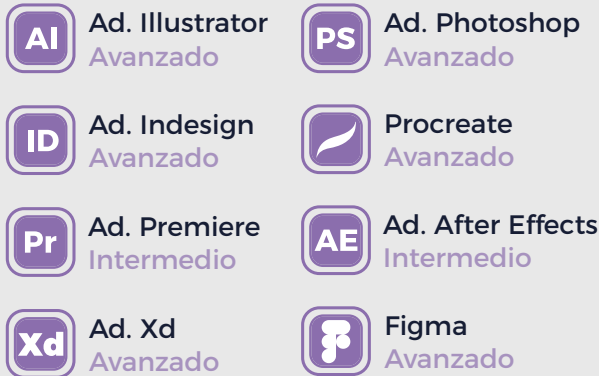 AI Ad. Illustrator
Avanzado
PS Ad. Photoshop
Avanzado
ID Ad. Indesign
Avanzado
Procreate
Avanzado
Pr Ad. Premiere
Intermedio
AE Ad. After Effects
Intermedio
Xd Ad. Xd
Avanzado
Figma
Avanzado